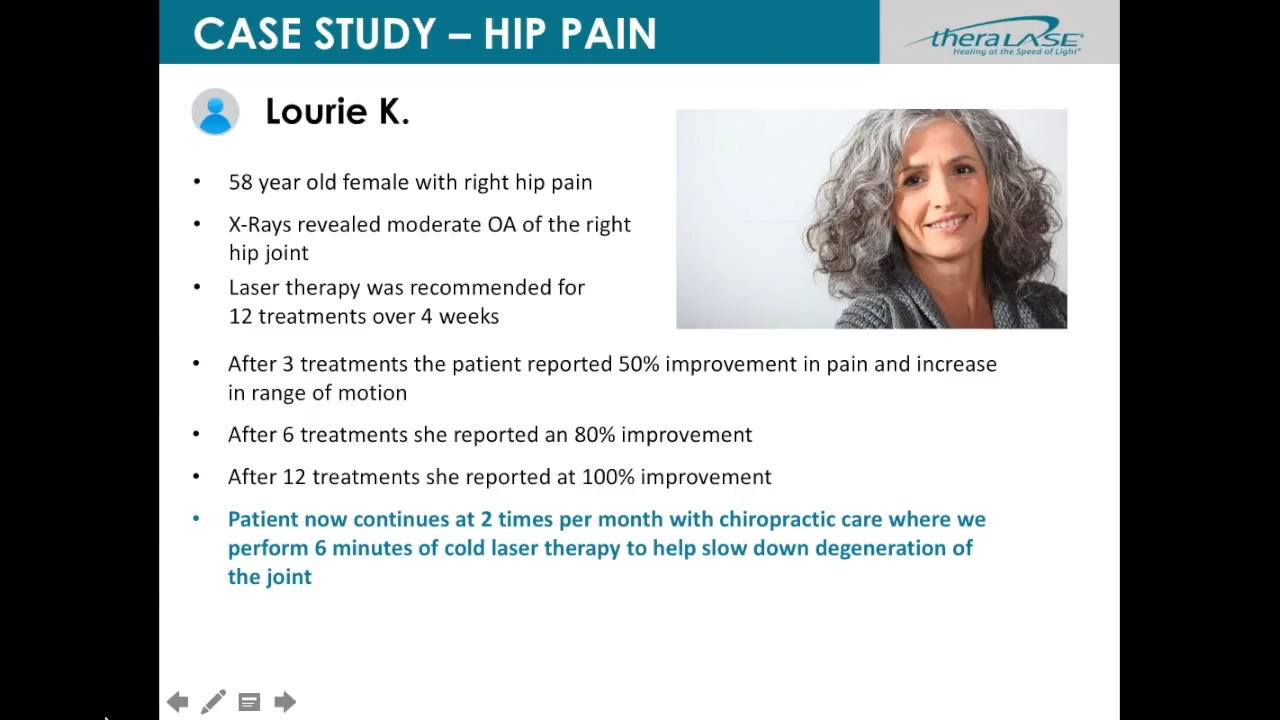 CASE STUDY – HIP PAIN
theraLASE®
Healing at the Speed of Light®
Lourie K.
• 58 year old female with right hip pain
• X-Rays revealed moderate OA of the right
hip joint
• Laser therapy was recommended for
12 treatments over 4 weeks
• After 3 treatments the patient reported 50% improvement in pain and increase
in range of motion
• After 6 treatments she reported an 80% improvement
• After 12 treatments she reported at 100% improvement
• Patient now continues at 2 times per month with chiropractic care where we
perform 6 minutes of cold laser therapy to help slow down degeneration of
the joint